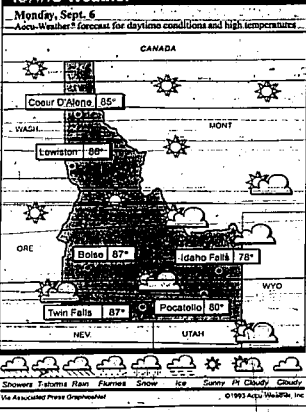 Monday, Sept. 6
Accu-Weather® forecast for daytime conditions and high temperatures
CANADA
Coeur D'Alene 85°
WASH.
MONT
Lewiston 88°
ORE
Boise 87°
Idaho Falls 78°
WYO
Twin Falls 87°
Pocatello 80°
NEV.
UTAH
Showers T-storms Rain Flurries Snow Ice Sunny Pt Cloudy Cloudy
Via Associated Press GraphicsNet
©1993 Accu-Weather, Inc.